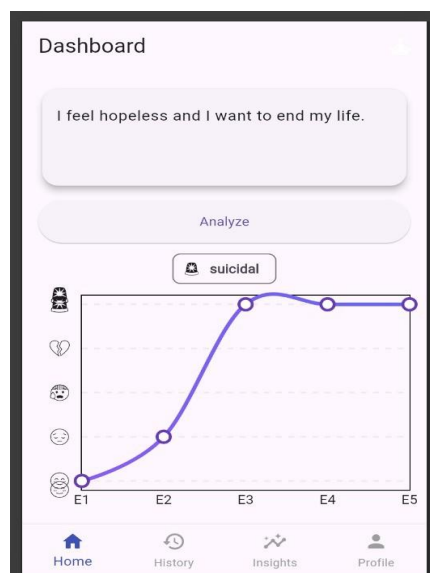 Dashboard
I feel hopeless and I want to end my life.
Analyze
suicidal
E1 E2 E3 E4 E5
Home History Insights Profile